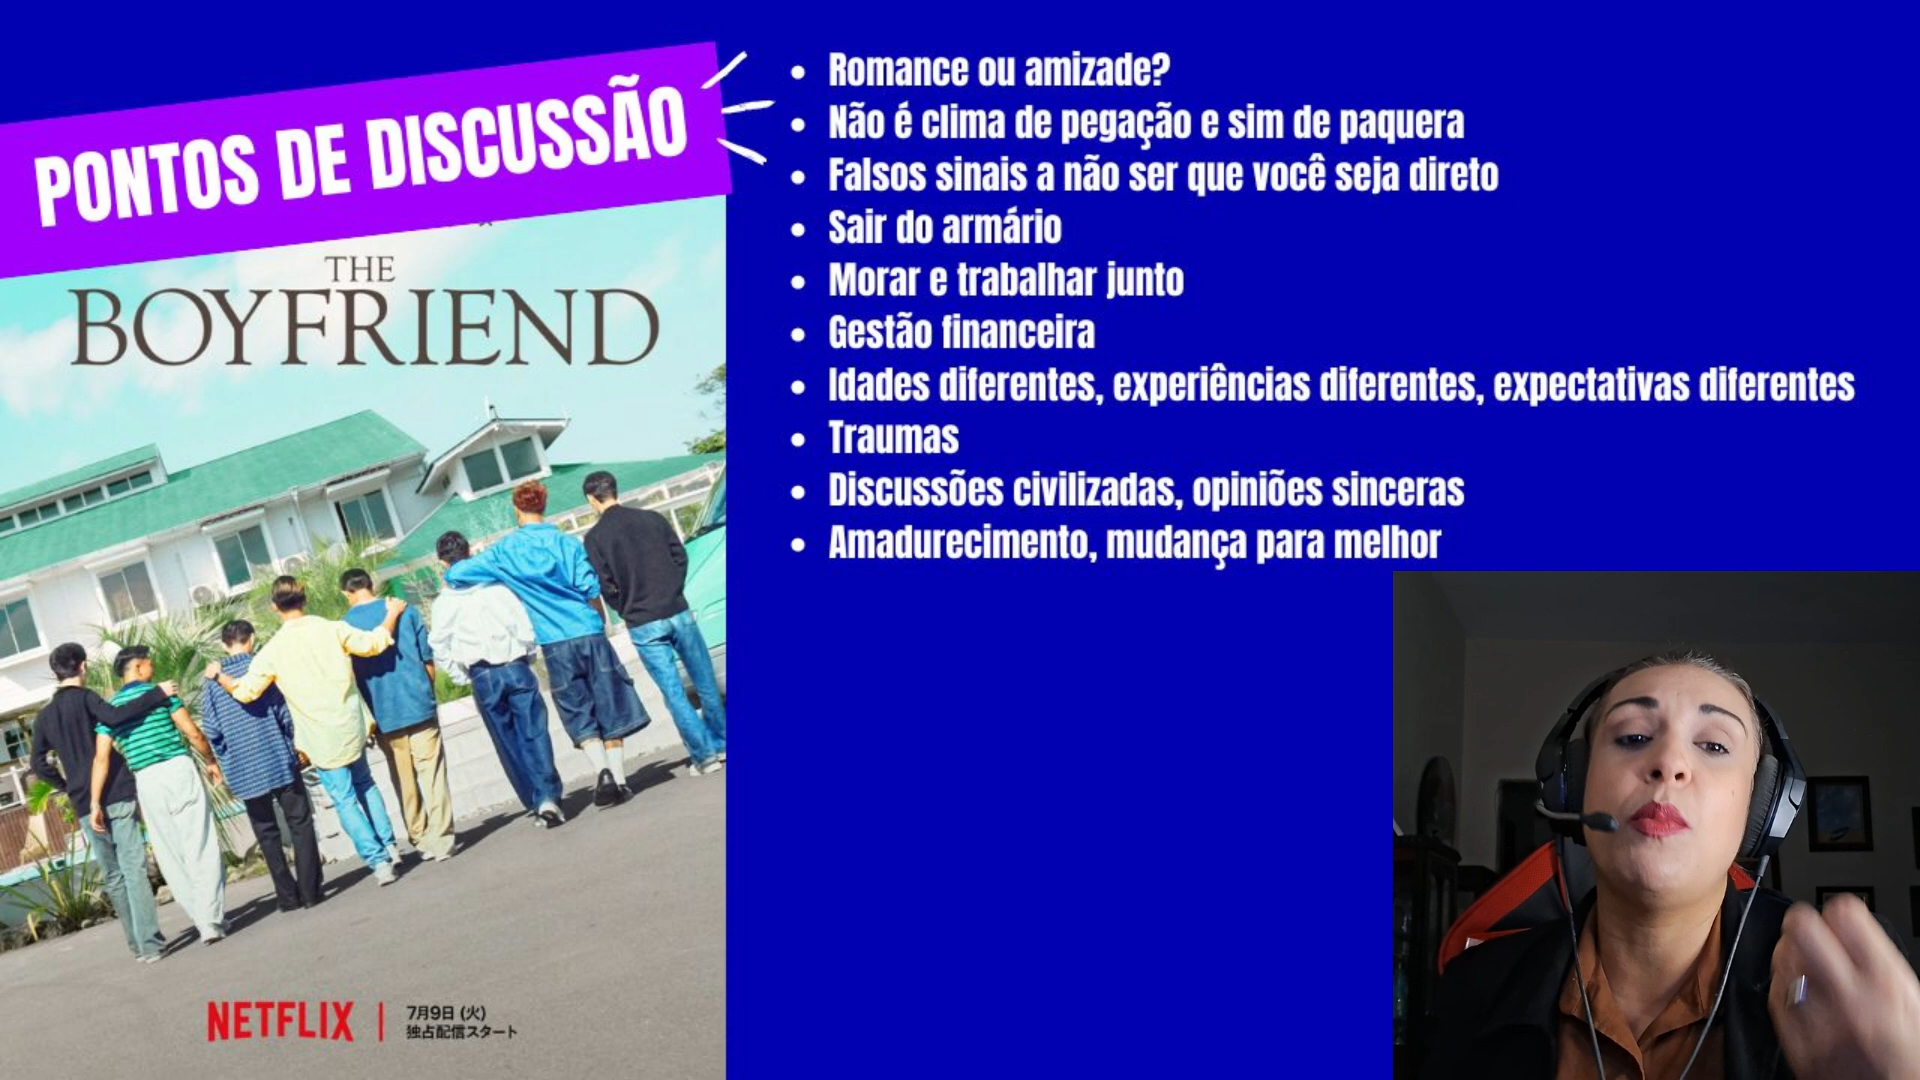 PONTOS DE DISCUSSÃO
THE
BOYFRIEND
NETFLIX
7月9日 (火)
独占配信スタート
Romance ou amizade?
Não é clima de pegação e sim de paquera
Falsos sinais a não ser que você seja direto
Sair do armário
Morar e trabalhar junto
Gestão financeira
Idades diferentes, experiências diferentes, expectativas diferentes
Traumas
Discussões civilizadas, opiniões sinceras
Amadurecimento, mudança para melhor